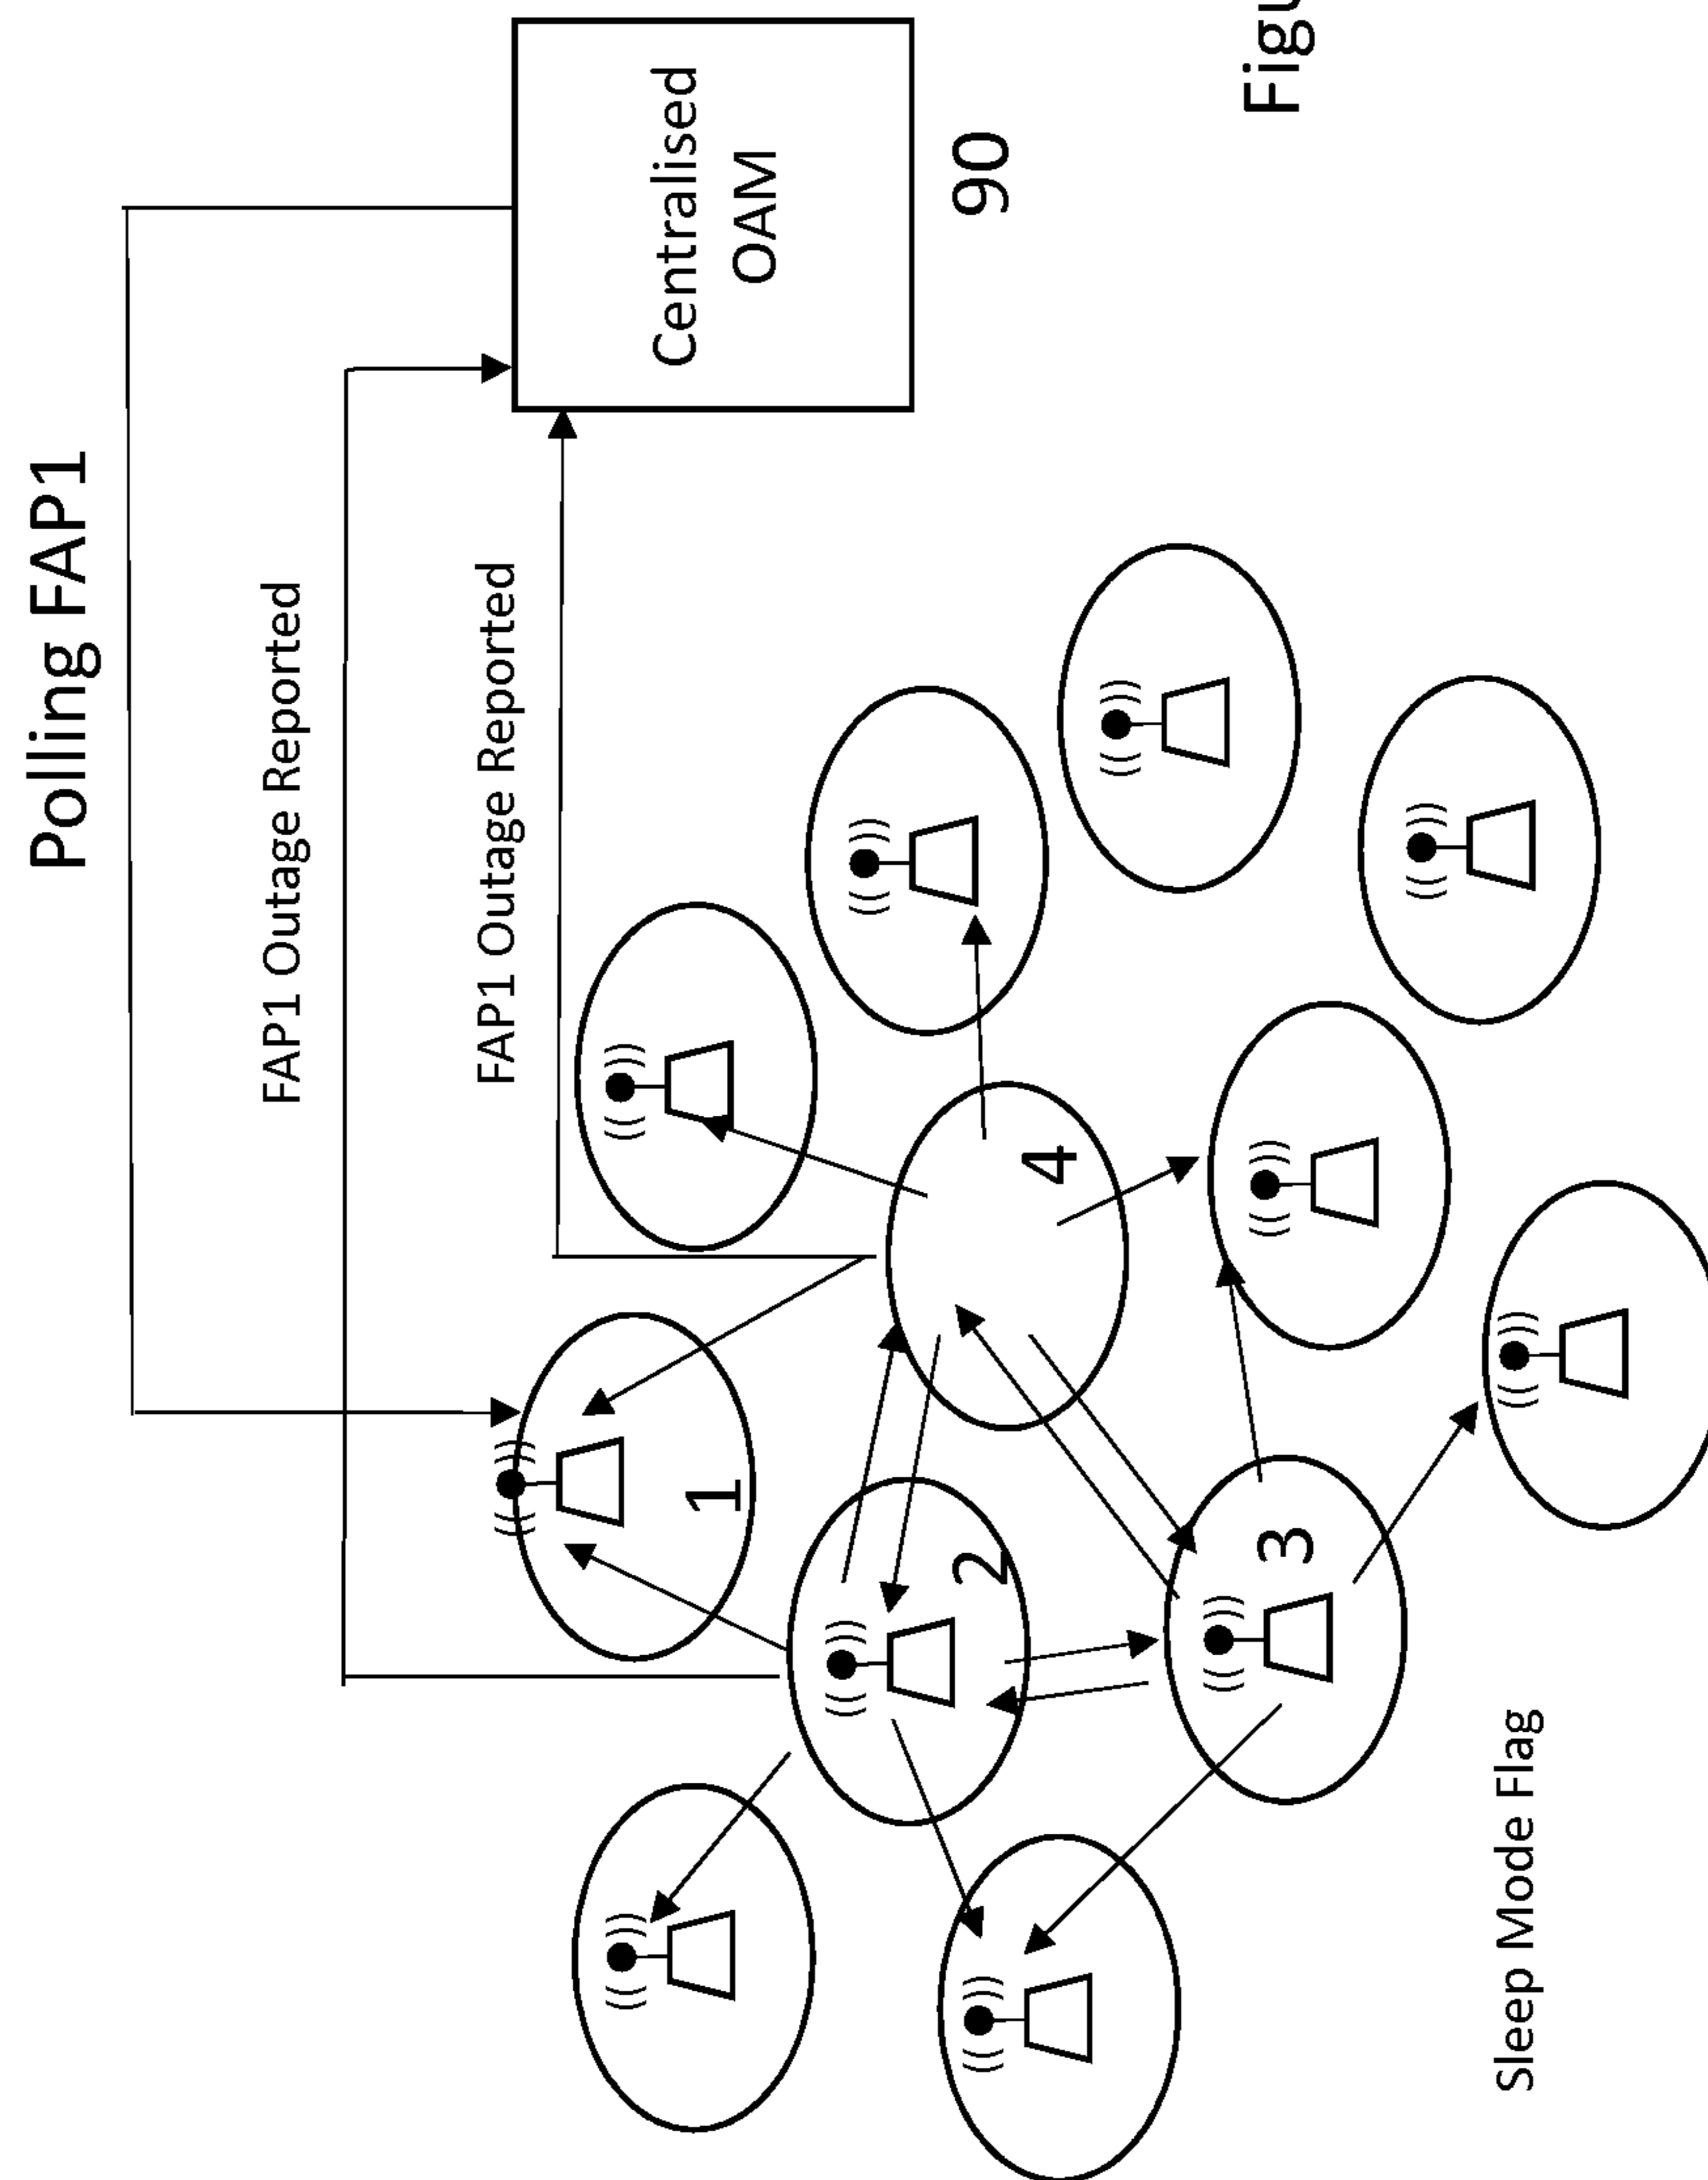 Polling FAP1
FAP1 Outage Reported
FAP1 Outage Reported
Centralised
OAM
90
1
2
4
3
Sleep Mode Flag